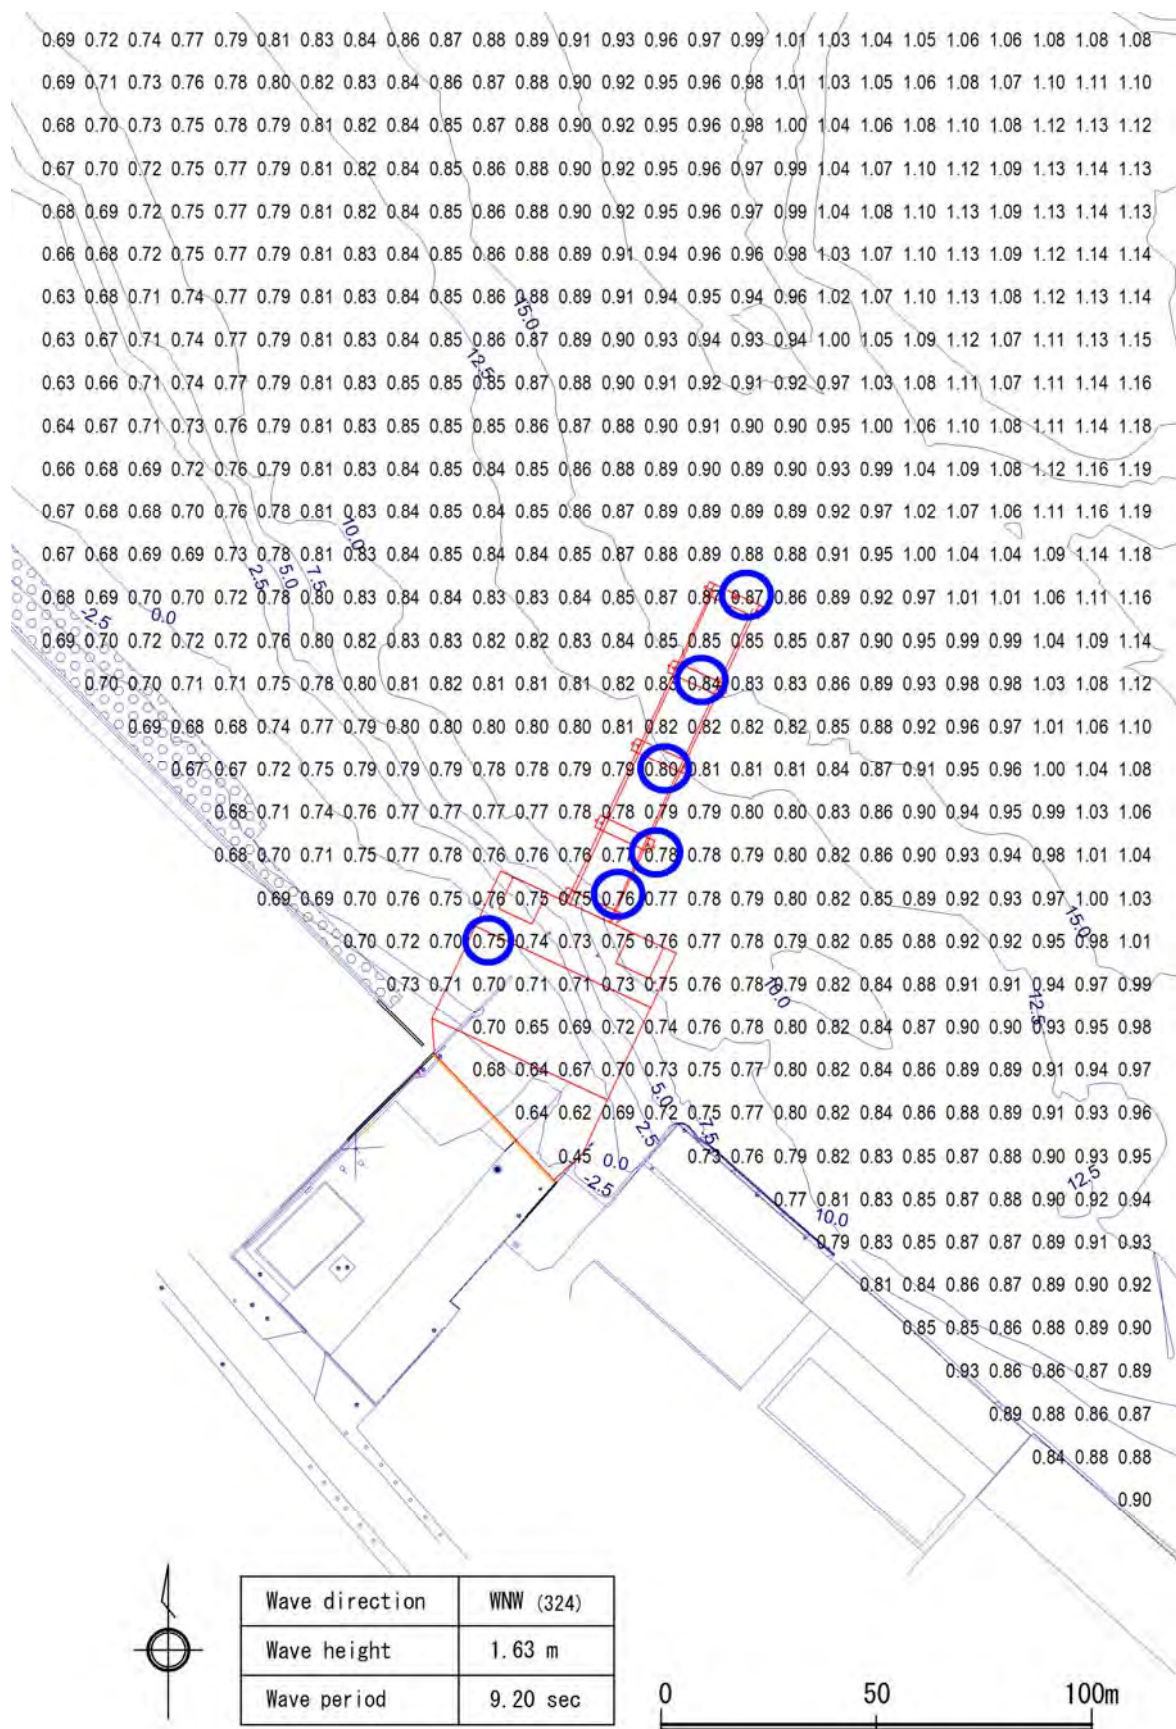 0.69 0.72 0.74 0.77 0.79 0.81 0.83 0.84 0.86 0.87 0.88 0.89 0.91 0.93 0.96 0.97 0.99 1.01 1.03 1.04 1.05 1.06 1.06 1.08 1.08 1.08
0.69 0.71 0.73 0.76 0.78 0.80 0.82 0.83 0.84 0.86 0.87 0.88 0.90 0.92 0.95 0.96 0.98 1.01 1.03 1.05 1.06 1.08 1.07 1.10 1.11 1.10
0.68 0.70 0.73 0.75 0.78 0.79 0.81 0.82 0.84 0.85 0.87 0.88 0.90 0.92 0.95 0.96 0.98 1.00 1.04 1.06 1.08 1.10 1.08 1.12 1.13 1.12
0.67 0.70 0.72 0.75 0.77 0.79 0.81 0.82 0.84 0.85 0.86 0.88 0.90 0.92 0.95 0.96 0.97 0.99 1.04 1.07 1.10 1.12 1.09 1.13 1.14 1.13
0.68 0.69 0.72 0.75 0.77 0.79 0.81 0.82 0.84 0.85 0.86 0.88 0.90 0.92 0.95 0.96 0.97 0.99 1.04 1.08 1.10 1.13 1.09 1.13 1.14 1.13
0.66 0.68 0.72 0.75 0.77 0.79 0.81 0.83 0.84 0.85 0.86 0.88 0.89 0.91 0.94 0.96 0.96 0.98 1.03 1.07 1.10 1.13 1.09 1.12 1.14 1.14
0.63 0.68 0.71 0.74 0.77 0.79 0.81 0.83 0.84 0.85 0.86 0.88 0.89 0.91 0.94 0.95 0.94 0.96 1.02 1.07 1.10 1.13 1.08 1.12 1.13 1.14
15.0
0.63 0.67 0.71 0.74 0.77 0.79 0.81 0.83 0.84 0.85 0.86 0.87 0.89 0.90 0.93 0.94 0.93 0.94 1.00 1.05 1.09 1.12 1.07 1.11 1.13 1.15
12.5
0.63 0.66 0.71 0.74 0.77 0.79 0.81 0.83 0.85 0.85 0.85 0.87 0.88 0.90 0.91 0.92 0.91 0.92 0.97 1.03 1.08 1.11 1.07 1.11 1.14 1.16
0.64 0.67 0.71 0.73 0.76 0.79 0.81 0.83 0.85 0.85 0.85 0.86 0.87 0.88 0.90 0.91 0.90 0.90 0.95 1.00 1.06 1.10 1.08 1.11 1.14 1.18
0.66 0.68 0.69 0.72 0.76 0.79 0.81 0.83 0.84 0.85 0.84 0.85 0.86 0.88 0.89 0.90 0.89 0.90 0.93 0.99 1.04 1.09 1.08 1.12 1.16 1.19
0.67 0.68 0.68 0.70 0.76 0.78 0.81 0.83 0.84 0.85 0.84 0.85 0.86 0.87 0.89 0.89 0.89 0.89 0.92 0.97 1.02 1.07 1.06 1.11 1.16 1.19
10.0
0.67 0.68 0.69 0.69 0.73 0.78 0.81 0.83 0.84 0.85 0.84 0.84 0.85 0.87 0.88 0.89 0.88 0.88 0.91 0.95 1.00 1.04 1.04 1.09 1.14 1.18
2.5 5.0 7.5
0.68 0.69 0.70 0.70 0.72 0.78 0.80 0.83 0.84 0.84 0.83 0.83 0.84 0.85 0.87 0.87 0.87 0.86 0.89 0.92 0.97 1.01 1.01 1.06 1.11 1.16
-2.5 0.0
0.69 0.70 0.72 0.72 0.72 0.76 0.80 0.82 0.83 0.83 0.82 0.82 0.83 0.84 0.85 0.85 0.85 0.85 0.87 0.90 0.95 0.99 0.99 1.04 1.09 1.14
0.70 0.70 0.71 0.71 0.75 0.78 0.80 0.81 0.82 0.81 0.81 0.81 0.82 0.83 0.84 0.83 0.83 0.86 0.89 0.93 0.98 0.98 1.03 1.08 1.12
0.69 0.68 0.68 0.74 0.77 0.79 0.80 0.80 0.80 0.80 0.80 0.81 0.82 0.82 0.82 0.82 0.85 0.88 0.92 0.96 0.97 1.01 1.06 1.10
0.67 0.67 0.72 0.75 0.79 0.79 0.79 0.78 0.78 0.79 0.79 0.80 0.81 0.81 0.81 0.84 0.87 0.91 0.95 0.96 1.00 1.04 1.08
0.68 0.71 0.74 0.76 0.77 0.77 0.77 0.77 0.78 0.78 0.79 0.79 0.80 0.80 0.83 0.86 0.90 0.94 0.95 0.99 1.03 1.06
0.68 0.70 0.71 0.75 0.77 0.78 0.76 0.76 0.76 0.77 0.78 0.78 0.79 0.80 0.82 0.86 0.90 0.93 0.94 0.98 1.01 1.04
0.69 0.69 0.70 0.76 0.75 0.76 0.75 0.75 0.76 0.77 0.78 0.79 0.80 0.82 0.85 0.89 0.92 0.93 0.97 1.00 1.03
15.0
0.70 0.72 0.70 0.75 0.74 0.73 0.75 0.76 0.77 0.78 0.79 0.82 0.85 0.88 0.92 0.92 0.95 0.98 1.01
0.73 0.71 0.70 0.71 0.71 0.73 0.75 0.76 0.78 0.79 0.82 0.84 0.88 0.91 0.91 0.94 0.97 0.99
10.0 12.5
0.70 0.65 0.69 0.72 0.74 0.76 0.78 0.80 0.82 0.84 0.87 0.90 0.90 0.93 0.95 0.98
0.68 0.64 0.67 0.70 0.73 0.75 0.77 0.80 0.82 0.84 0.86 0.89 0.89 0.91 0.94 0.97
5.0
0.64 0.62 0.69 0.72 0.75 0.77 0.80 0.82 0.84 0.86 0.88 0.89 0.91 0.93 0.96
2.5 7.5
0.45 0.73 0.76 0.79 0.82 0.83 0.85 0.87 0.88 0.90 0.93 0.95
0.0
-2.5 12.5
0.77 0.81 0.83 0.85 0.87 0.88 0.90 0.92 0.94
10.0
0.79 0.83 0.85 0.87 0.87 0.89 0.91 0.93
0.81 0.84 0.86 0.87 0.89 0.90 0.92
0.85 0.85 0.86 0.88 0.89 0.90
0.93 0.86 0.86 0.87 0.89
0.89 0.88 0.86 0.87
0.84 0.88 0.88
0.90
Wave direction WNW (324)
Wave height 1.63 m
Wave period 9.20 sec
0 50 100m